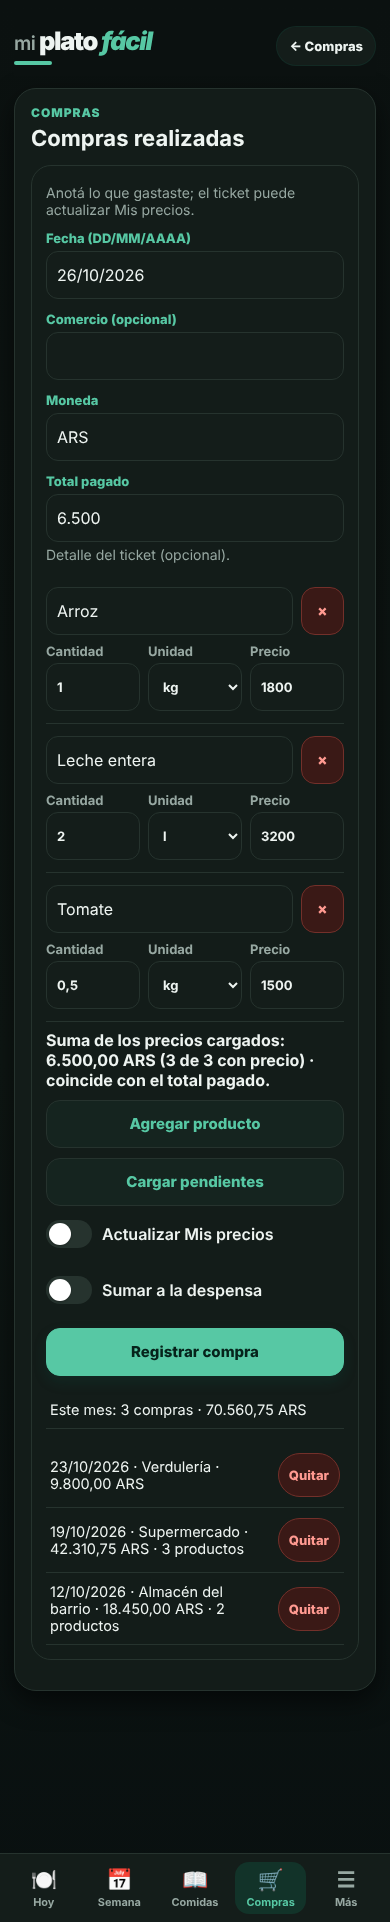 mi plato fácil
← Compras
COMPRAS
Compras realizadas
Anotá lo que gastaste; el ticket puede
actualizar Mis precios.
Fecha (DD/MM/AAAA)
26/10/2026
Comercio (opcional)
Moneda
ARS
Total pagado
6.500
Detalle del ticket (opcional).
Arroz
×
Cantidad Unidad Precio
1 kg 1800
Leche entera
×
Cantidad Unidad Precio
2 l 3200
Tomate
×
Cantidad Unidad Precio
0,5 kg 1500
Suma de los precios cargados:
6.500,00 ARS (3 de 3 con precio) ·
coincide con el total pagado.
Agregar producto
Cargar pendientes
Actualizar Mis precios
Sumar a la despensa
Registrar compra
Este mes: 3 compras · 70.560,75 ARS
23/10/2026 · Verdulería ·
9.800,00 ARS
Quitar
19/10/2026 · Supermercado ·
42.310,75 ARS · 3 productos
Quitar
12/10/2026 · Almacén del
barrio · 18.450,00 ARS · 2
productos
Quitar
Hoy Semana Comidas Compras Más